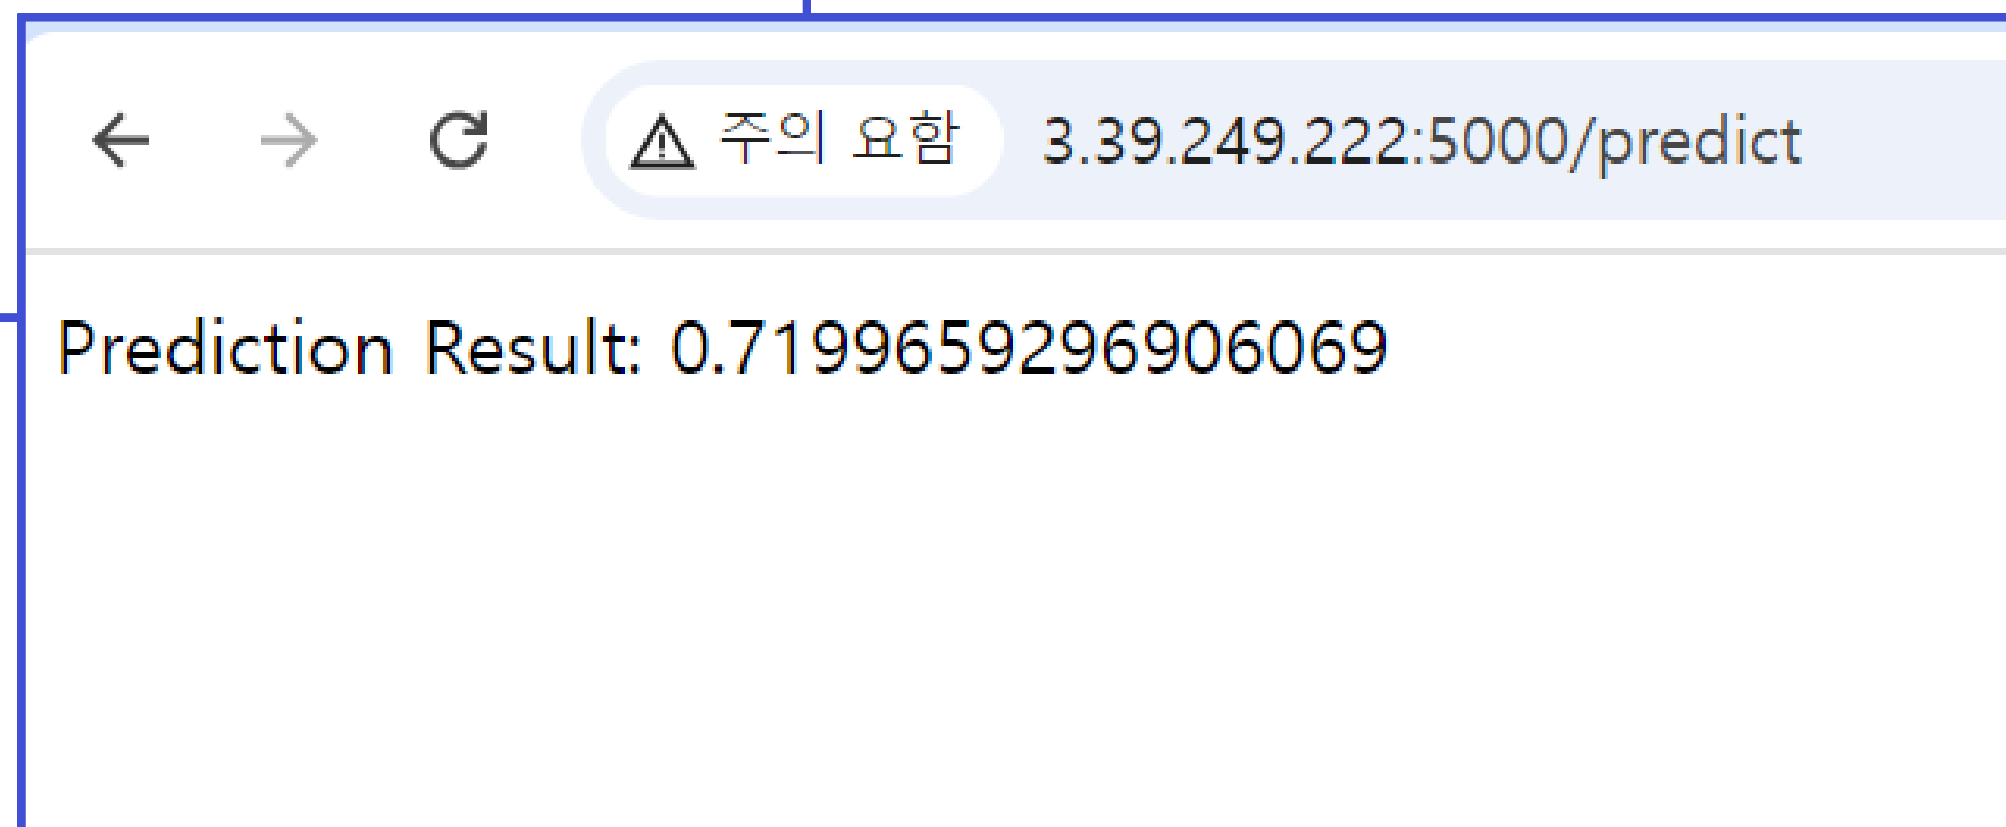 주의 요함 3.39.249.222:5000/predict
Prediction Result: 0.7199659296906069